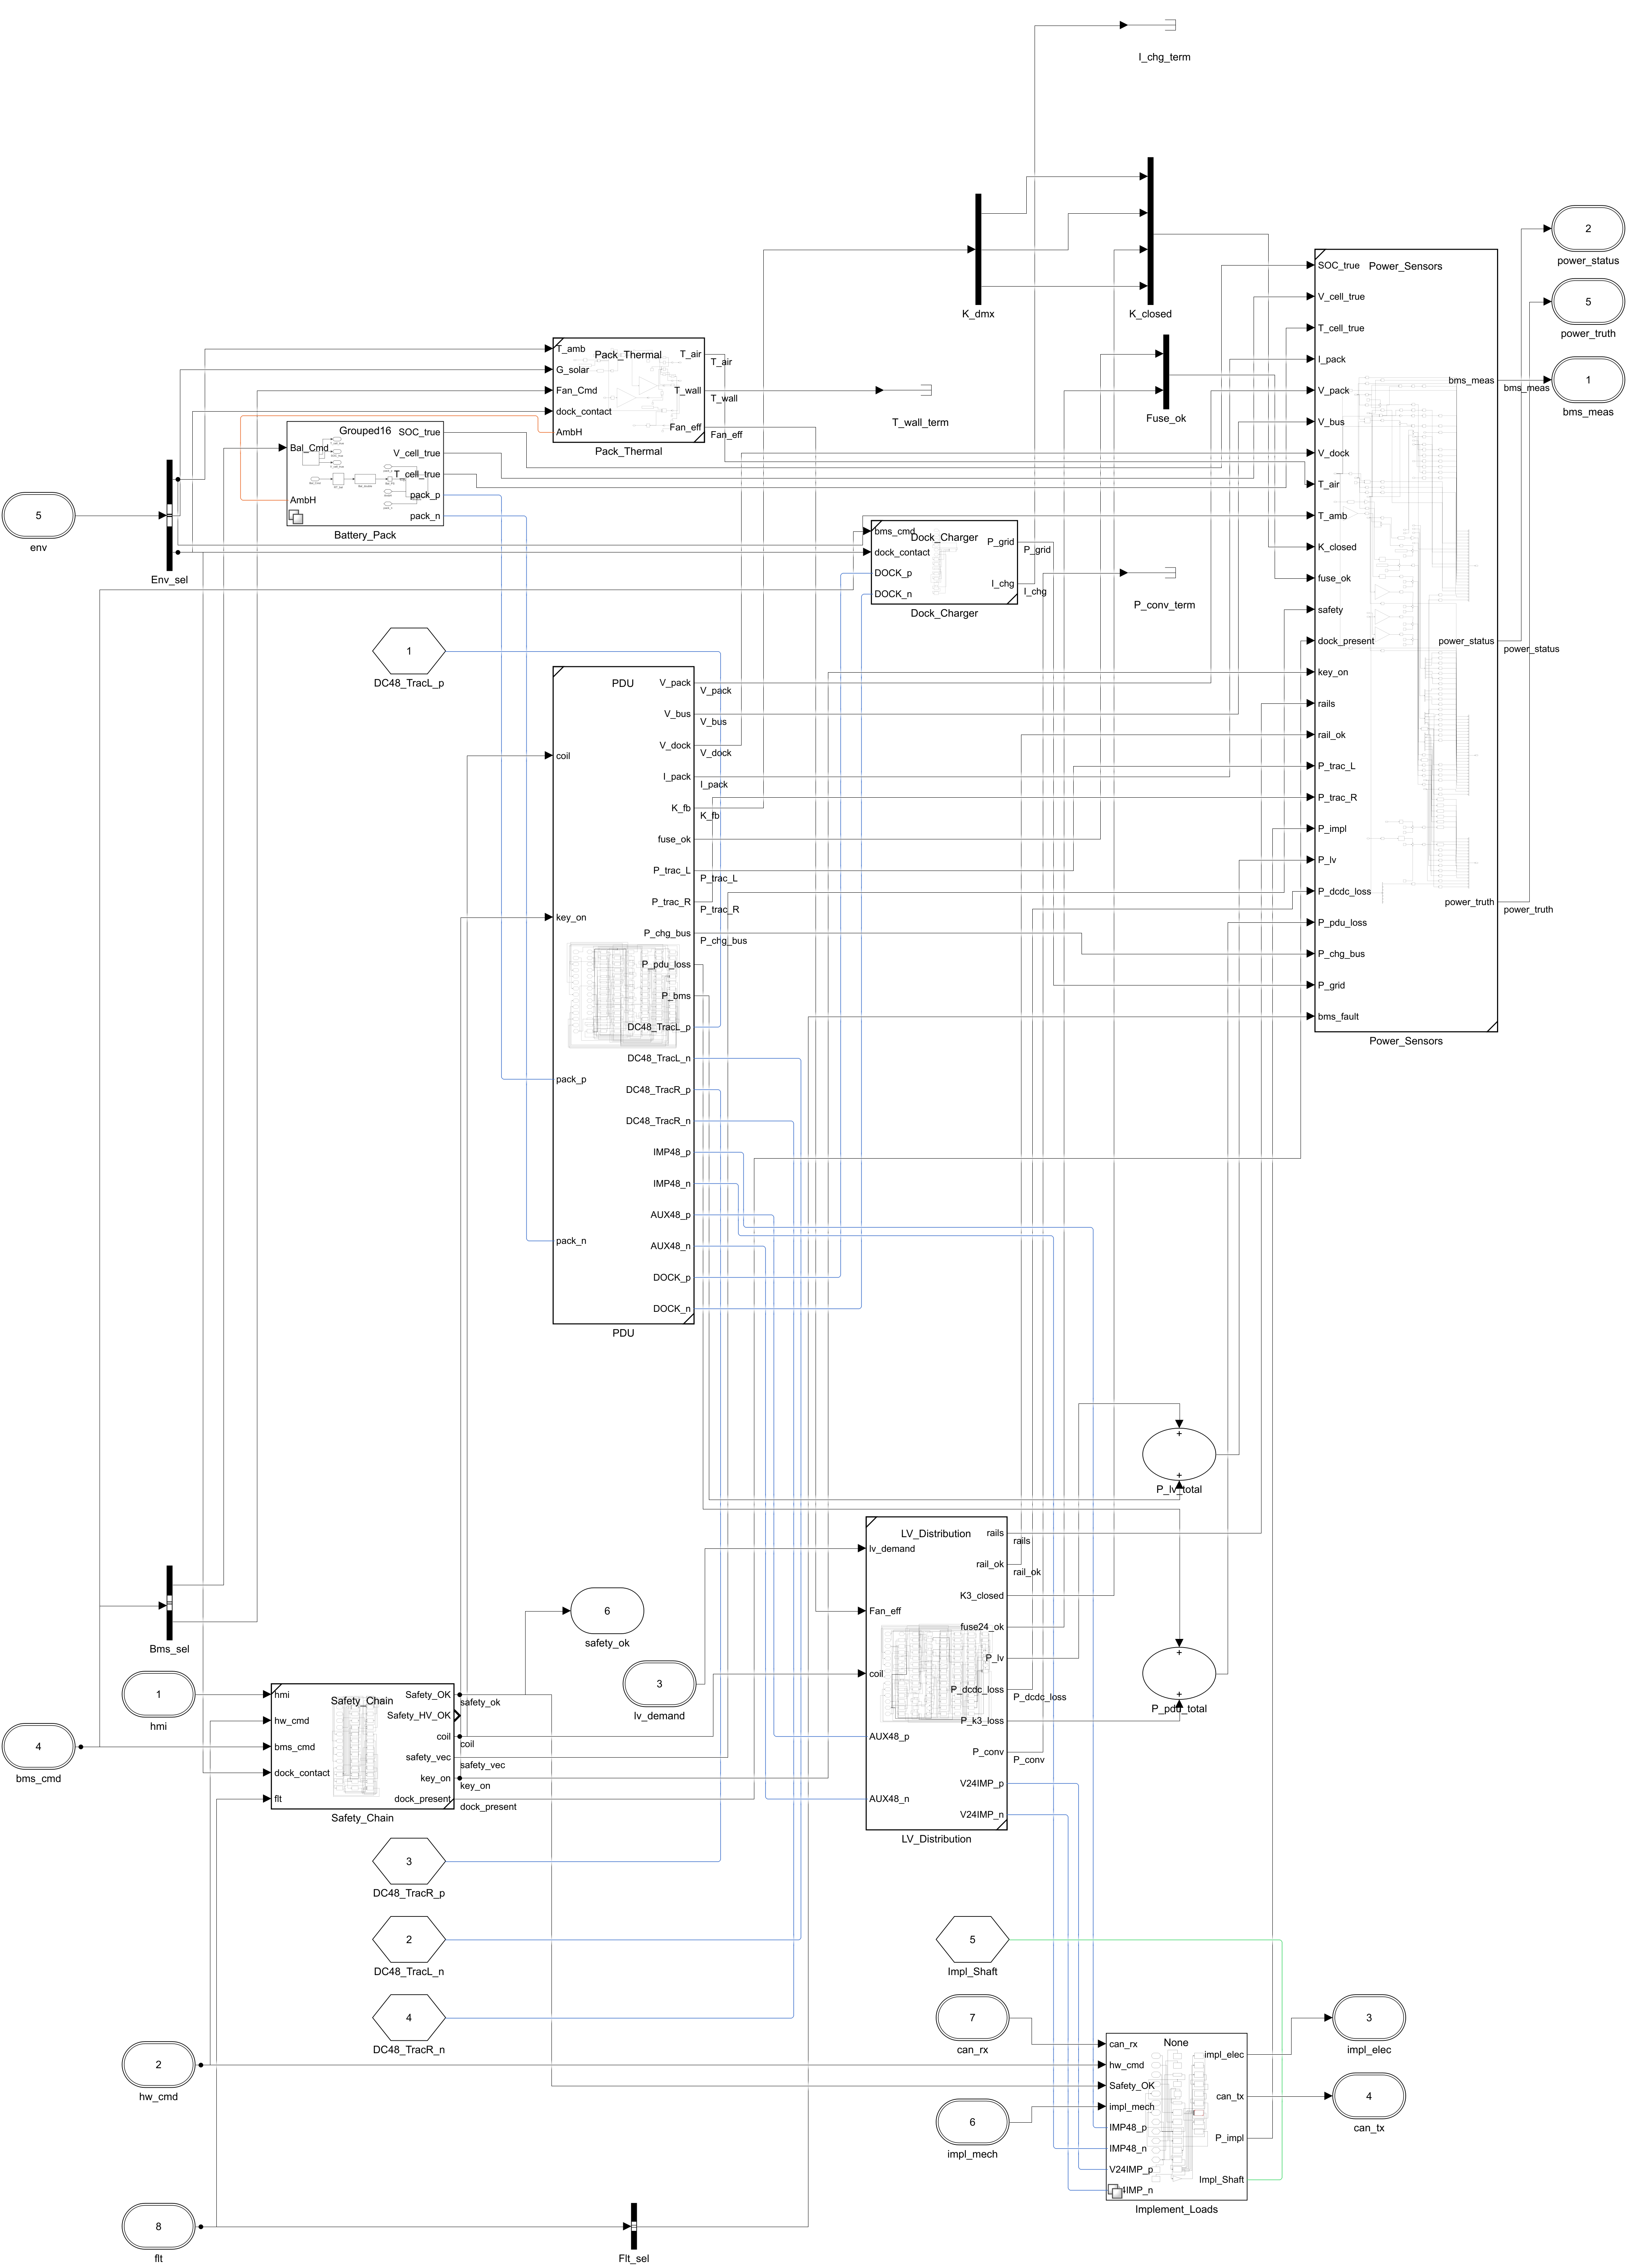 I_chg_term
2
power_status
K_dmx
K_closed
5
power_truth
1
bms_meas
Fuse_ok
T_amb
G_solar
Fan_Cmd
dock_contact
AmbH
Pack_Thermal
T_air
T_wall
Fan_eff
T_air
T_wall
Fan_eff
Pack_Thermal
T_wall_term
Bal_Cmd
AmbH
Grouped16
SOC_true
V_cell_true
T_cell_true
pack_p
pack_n
Battery_Pack
5
env
Env_sel
bms_cmd
dock_contact
DOCK_p
DOCK_n
Dock_Charger
P_grid
I_chg
P_grid
I_chg
Dock_Charger
P_conv_term
SOC_true
V_cell_true
T_cell_true
I_pack
V_pack
V_bus
V_dock
T_air
T_amb
K_closed
fuse_ok
safety
dock_present
key_on
rails
rail_ok
P_trac_L
P_trac_R
P_impl
P_lv
P_dcdc_loss
P_pdu_loss
P_chg_bus
P_grid
bms_fault
Power_Sensors
bms_meas
power_status
power_truth
bms_meas
power_status
power_truth
Power_Sensors
1
DC48_TracL_p
coil
key_on
pack_p
pack_n
PDU
V_pack
V_bus
V_dock
I_pack
K_fb
fuse_ok
P_trac_L
P_trac_R
P_chg_bus
P_pdu_loss
P_bms
DC48_TracL_p
DC48_TracL_n
DC48_TracR_p
DC48_TracR_n
IMP48_p
IMP48_n
AUX48_p
AUX48_n
DOCK_p
DOCK_n
V_pack
V_bus
V_dock
I_pack
K_fb
P_trac_L
P_trac_R
P_chg_bus
PDU
+
+
P_lv_total
+
+
P_pdu_total
lv_demand
Fan_eff
coil
AUX48_p
AUX48_n
LV_Distribution
rails
rail_ok
K3_closed
fuse24_ok
P_lv
P_dcdc_loss
P_k3_loss
P_conv
V24IMP_p
V24IMP_n
rails
rail_ok
P_dcdc_loss
P_conv
LV_Distribution
Bms_sel
6
safety_ok
3
lv_demand
1
hmi
4
bms_cmd
hmi
hw_cmd
bms_cmd
dock_contact
flt
Safety_Chain
Safety_OK
Safety_HV_OK
coil
safety_vec
key_on
dock_present
safety_ok
coil
safety_vec
key_on
dock_present
Safety_Chain
3
DC48_TracR_p
2
DC48_TracL_n
4
DC48_TracR_n
5
Impl_Shaft
7
can_rx
6
impl_mech
2
hw_cmd
can_rx
hw_cmd
Safety_OK
impl_mech
IMP48_p
IMP48_n
V24IMP_p
4IMP_n
None
impl_elec
can_tx
P_impl
Impl_Shaft
Implement_Loads
3
impl_elec
4
can_tx
8
flt
Flt_sel